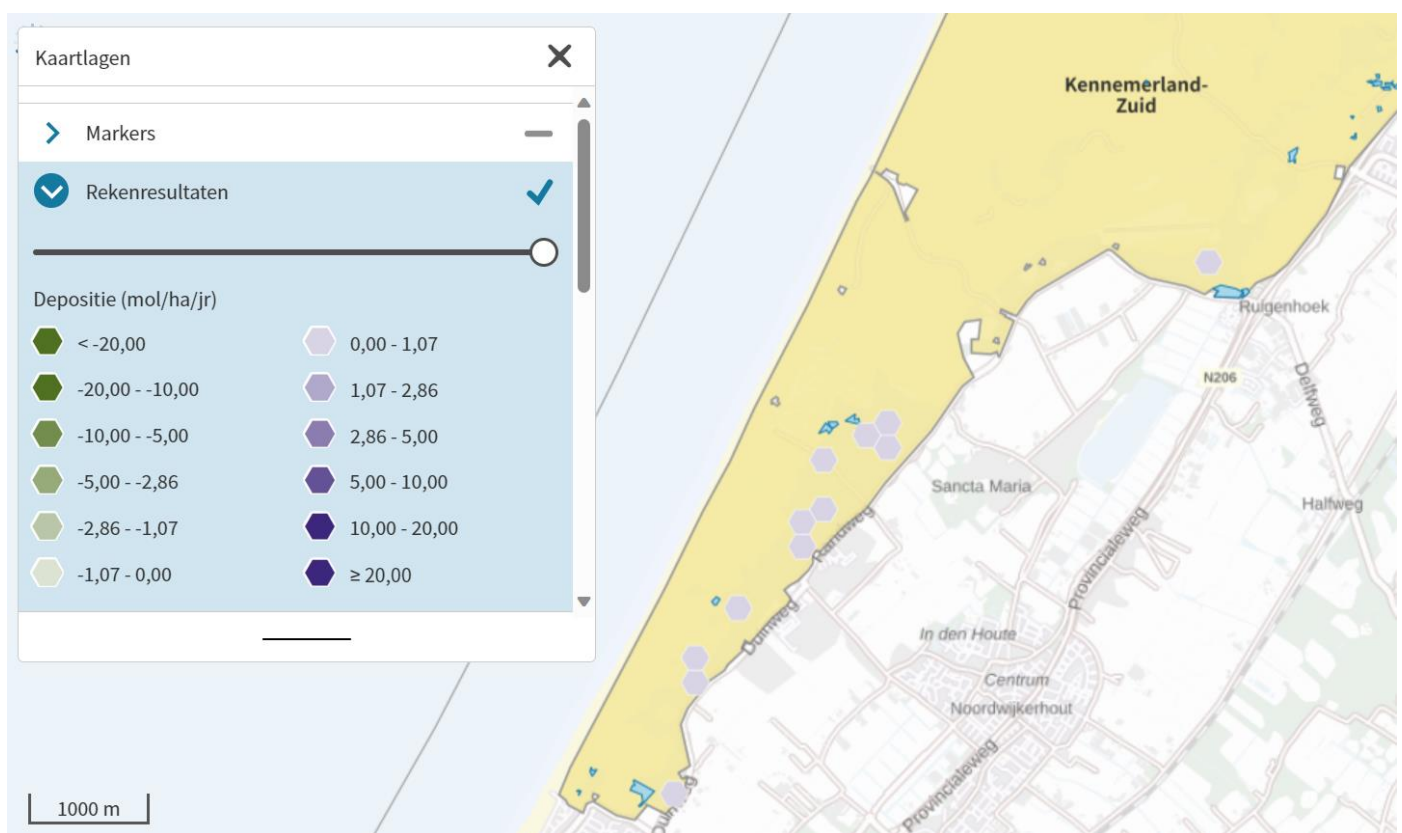 Kaartlagen
Markers
Rekenresultaten
Depositie (mol/ha/jr)
< -20,00
-20,00 - -10,00
-10,00 - -5,00
-5,00 - -2,86
-2,86 - -1,07
-1,07 - 0,00
0,00 - 1,07
1,07 - 2,86
2,86 - 5,00
5,00 - 10,00
10,00 - 20,00
≥ 20,00
1000 m
Kennemerland-
Zuid
Ruigenhoek
N206
Delfweg
Sancta Maria
Halfweg
Randweg
Provincialeweg
Duinweg
In den Houte
Centrum
Noordwijkerhout
Provincialeweg